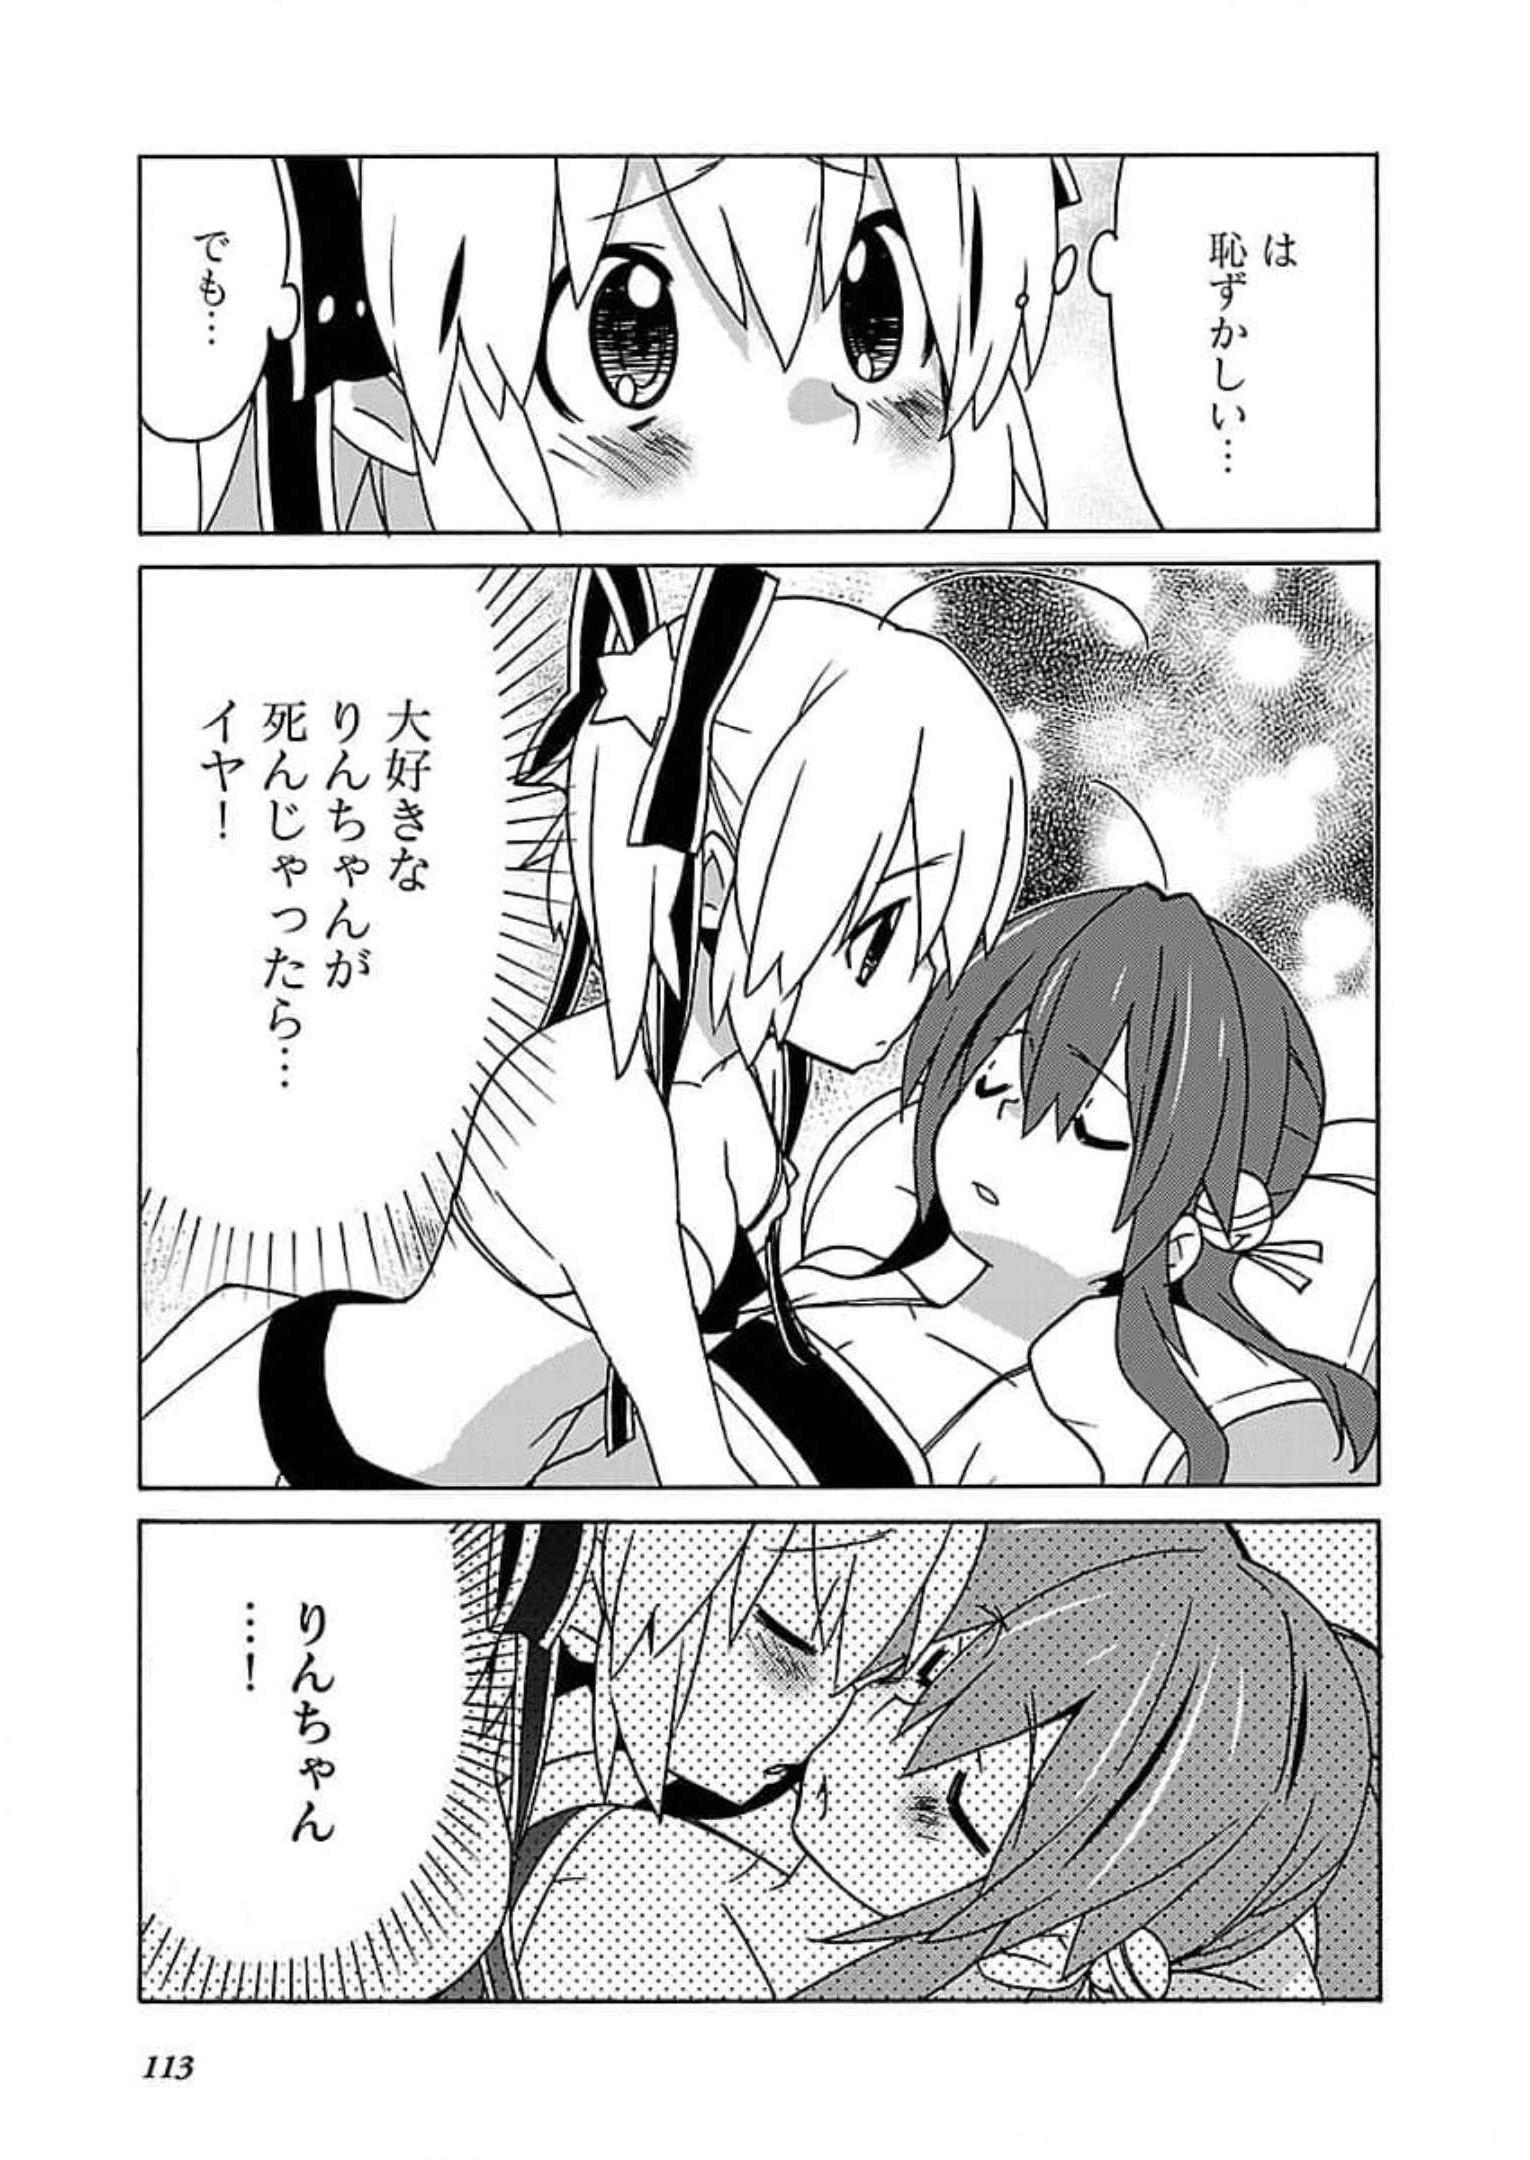 は
恥ずかしい…
でも…
大好きな
りんちゃんが
死んじゃったら…
イヤ！
りんちゃん
…！
113